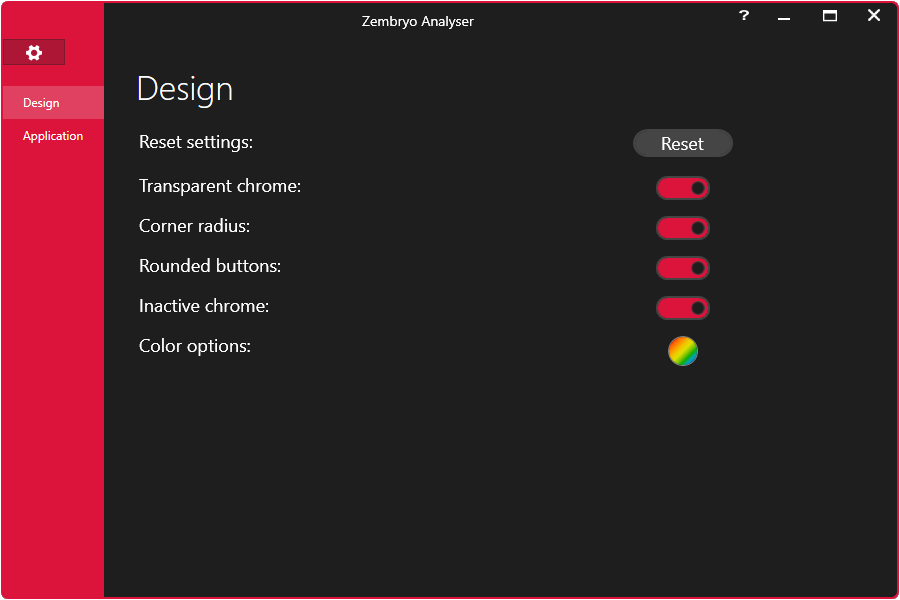 Zembryo Analyser
?
Design
Application
Design
Reset settings:
Reset
Transparent chrome:
Corner radius:
Rounded buttons:
Inactive chrome:
Color options: